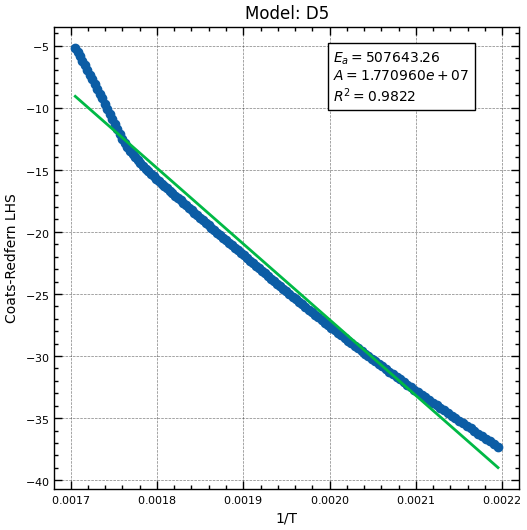 Model: D5
E_a = 507643.26
A = 1.770960e + 07
R² = 0.9822
Coats-Redfern LHS
−5
−10
−15
−20
−25
−30
−35
−40
0.0017 0.0018 0.0019 0.0020 0.0021 0.0022
1/T